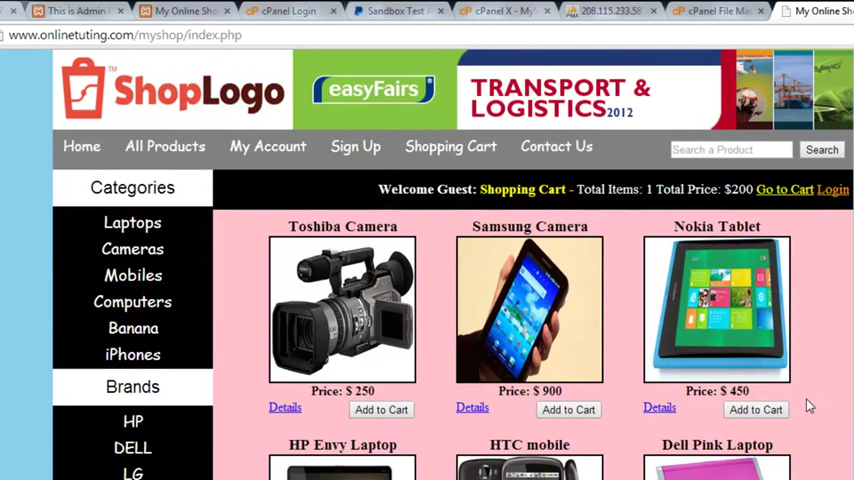 This is Admin
My Online Sho
cPanel Login
Sandbox Test
cPanel X - My
208.115.233.58
cPanel File Ma
My Online Sho
www.onlinetuting.com/myshop/index.php
ShopLogo
easyFairs
TRANSPORT &
LOGISTICS2012
Home
All Products
My Account
Sign Up
Shopping Cart
Contact Us
Search a Product
Search
Categories
Welcome Guest: Shopping Cart - Total Items: 1 Total Price: $200 Go to Cart Login
Laptops
Cameras
Mobiles
Computers
Banana
iPhones
Brands
HP
DELL
LG
Toshiba Camera
Samsung Camera
Nokia Tablet
Price: $ 250
Price: $ 900
Price: $ 450
Details
Add to Cart
Details
Add to Cart
Details
Add to Cart
HP Envy Laptop
HTC mobile
Dell Pink Laptop